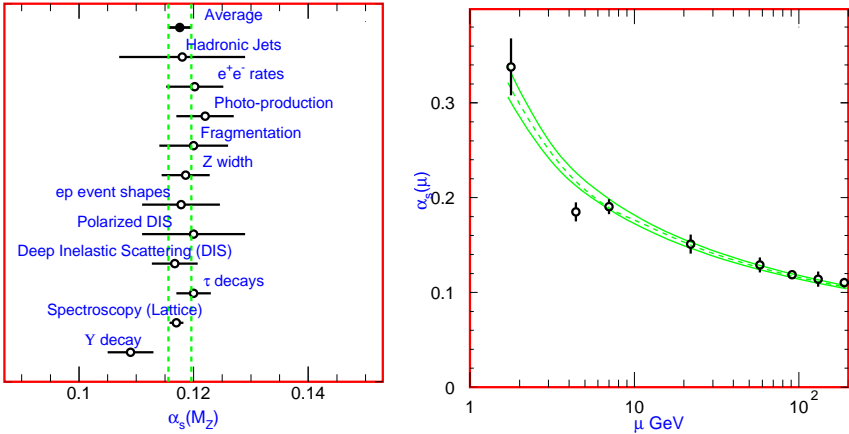 Average
Hadronic Jets
e⁺e⁻ rates
Photo-production
Fragmentation
Z width
ep event shapes
Polarized DIS
Deep Inelastic Scattering (DIS)
τ decays
Spectroscopy (Lattice)
Υ decay
0.1 0.12 0.14
αₛ(M_Z)
0.3
0.2
0.1
0
αₛ(μ)
1 10 10²
μ GeV